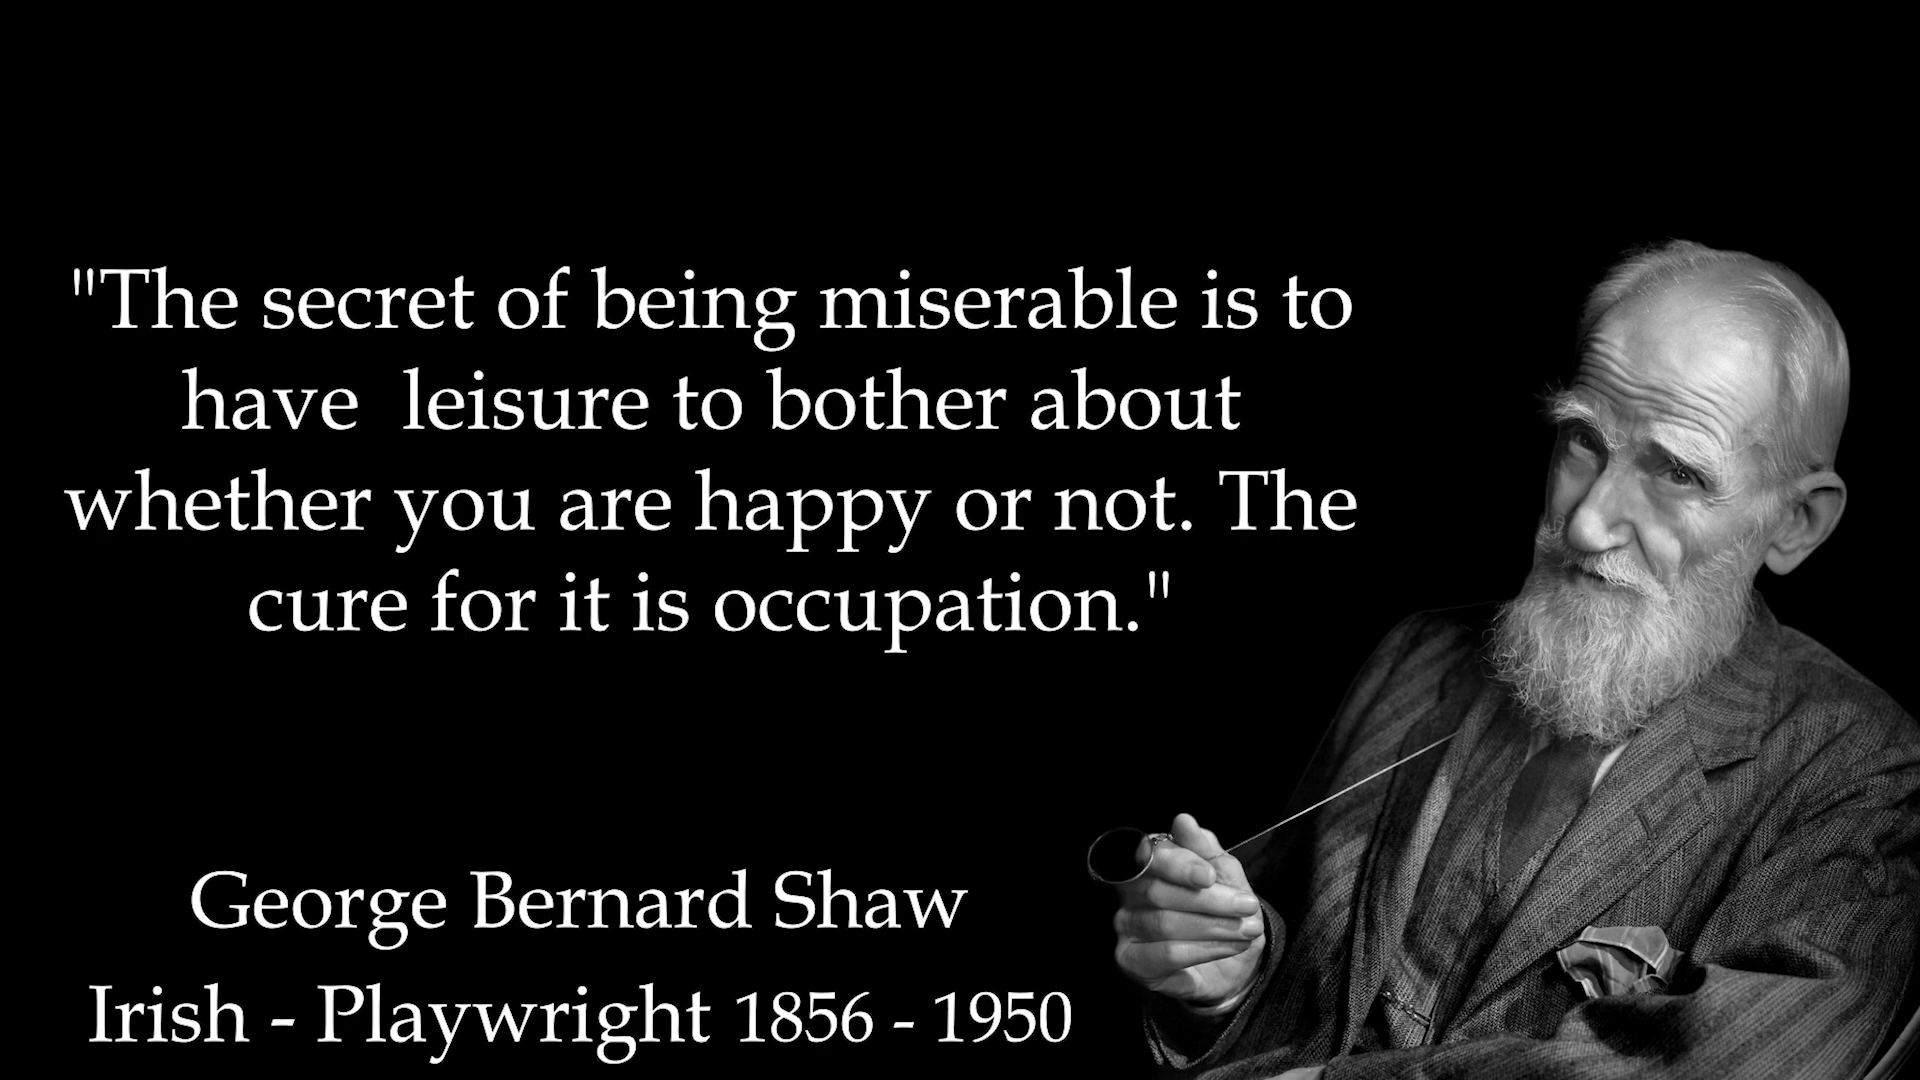 "The secret of being miserable is to
have  leisure to bother about
whether you are happy or not. The
cure for it is occupation."
George Bernard Shaw
Irish - Playwright 1856 - 1950